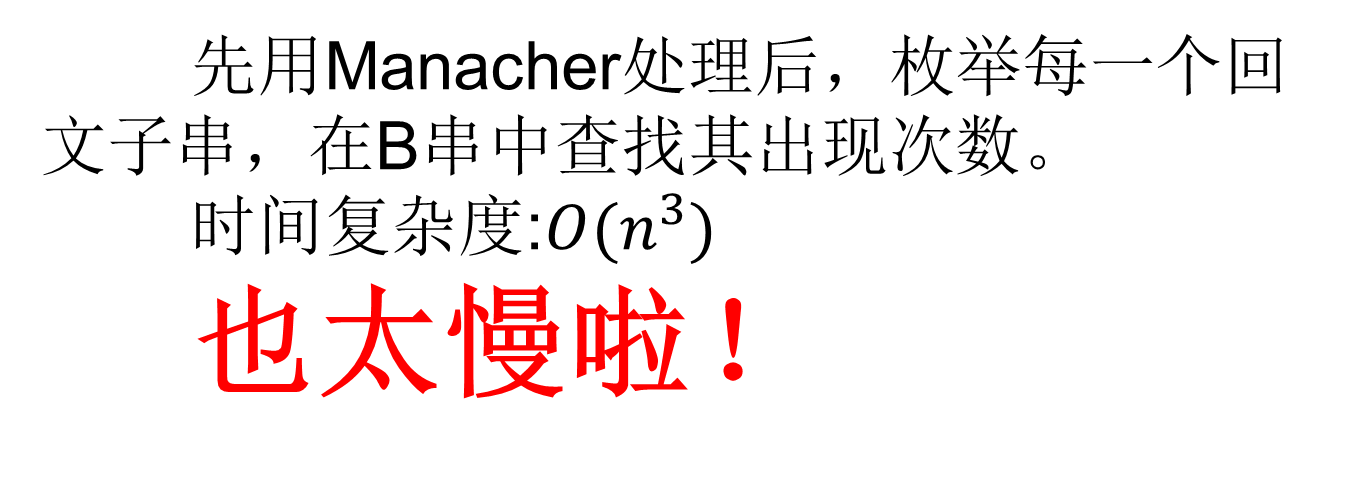 先用Manacher处理后，枚举每一个回
文子串，在B串中查找其出现次数。
时间复杂度:O(n³)
也太慢啦！